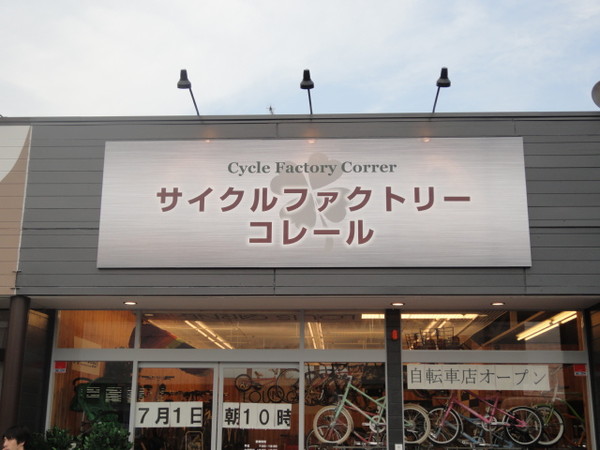 Cycle Factory Correr
サイクルファクトリー
コレール
自転車店オープン
7月1日 朝10時